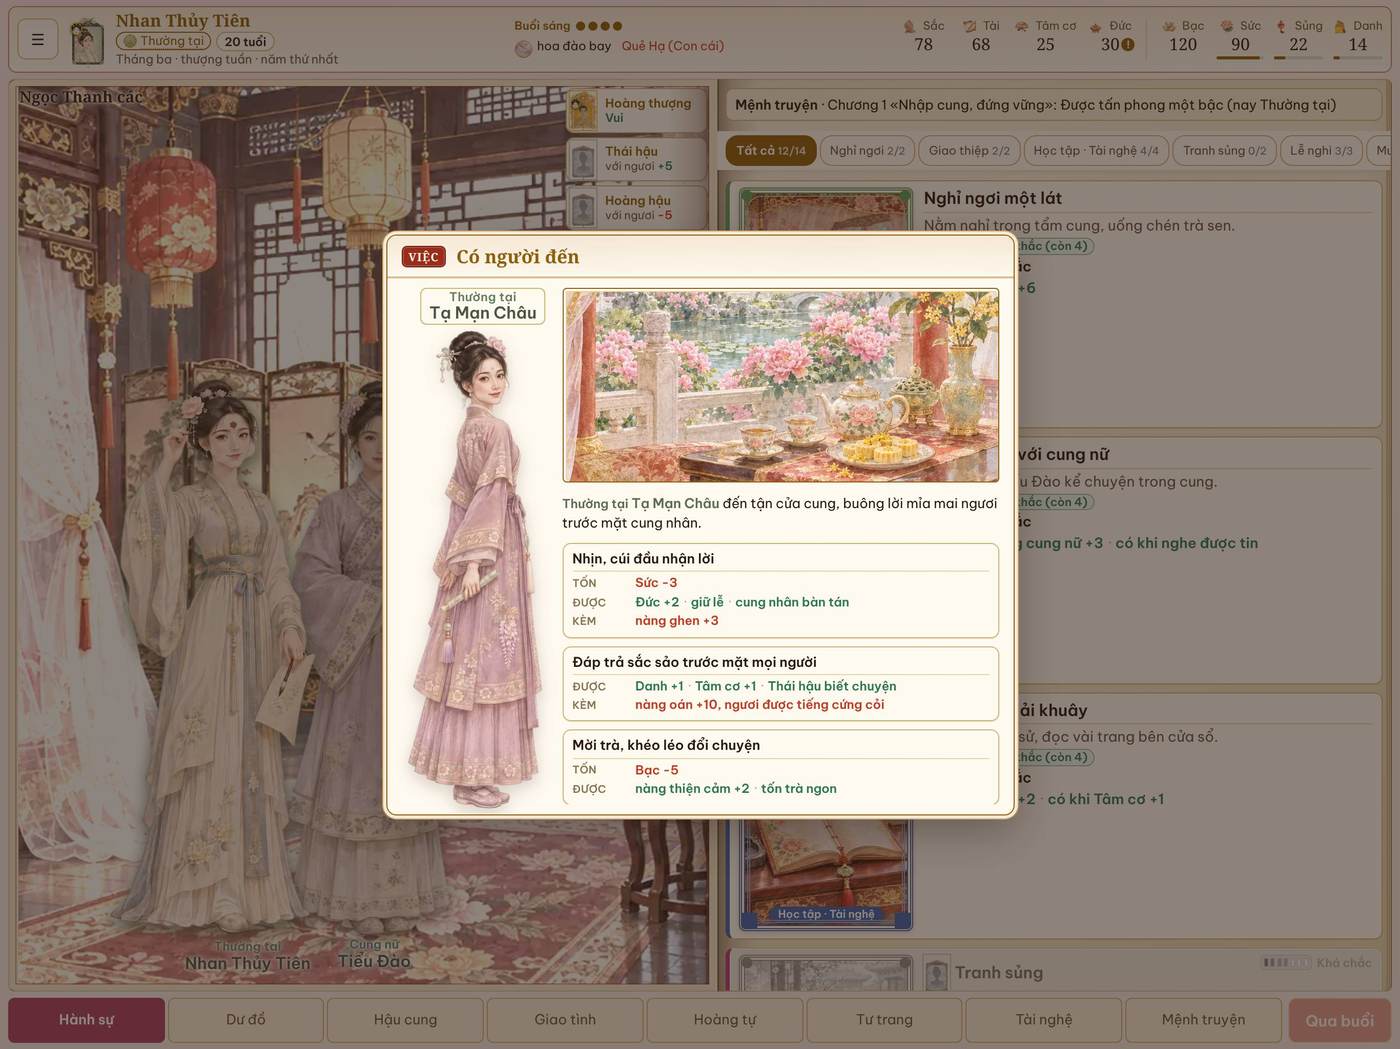 Nhan Thủy Tiên
Thường tại
20 tuổi
Tháng ba · thượng tuần · năm thứ nhất
Buổi sáng
hoa đào bay
Quế Hạ (Con cái)
Sắc
78
Tài
68
Tâm cơ
25
Đức
30
Bạc
120
Sức
90
Sủng
22
Danh
14
Ngọc Thanh các
Hoàng thượng
Vui
Thái hậu
với ngươi +5
Hoàng hậu
với ngươi -5
Mệnh truyện · Chương 1 «Nhập cung, đứng vững»: Được tấn phong một bậc (nay Thường tại)
Tất cả 12/14
Nghỉ ngơi 2/2
Giao thiệp 2/2
Học tập · Tài nghệ 4/4
Tranh sủng 0/2
Lễ nghi 3/3
Nghỉ ngơi một lát
Nằm nghỉ trong tẩm cung, uống chén trà sen.
khắc (còn 4)
+6
với cung nữ
Đào kể chuyện trong cung.
khắc (còn 4)
cung nữ +3 · có khi nghe được tin
ải khuây
sử, đọc vài trang bên cửa sổ.
khắc (còn 4)
+2 · có khi Tâm cơ +1
Học tập · Tài nghệ
Tranh sủng
Khá chắc
VIỆC
Có người đến
Thường tại
Tạ Mạn Châu
Thường tại Tạ Mạn Châu đến tận cửa cung, buông lời mỉa mai ngươi
trước mặt cung nhân.
Nhịn, cúi đầu nhận lời
TỐN
Sức -3
ĐƯỢC
Đức +2 · giữ lễ · cung nhân bàn tán
KÈM
nàng ghen +3
Đáp trả sắc sảo trước mặt mọi người
ĐƯỢC
Danh +1 · Tâm cơ +1 · Thái hậu biết chuyện
KÈM
nàng oán +10, ngươi được tiếng cứng cỏi
Mời trà, khéo léo đổi chuyện
TỐN
Bạc -5
ĐƯỢC
nàng thiện cảm +2 · tốn trà ngon
Thường tại
Nhan Thủy Tiên
Cung nữ
Tiểu Đào
Hành sự
Dư đồ
Hậu cung
Giao tình
Hoàng tự
Tư trang
Tài nghệ
Mệnh truyện
Qua buổi